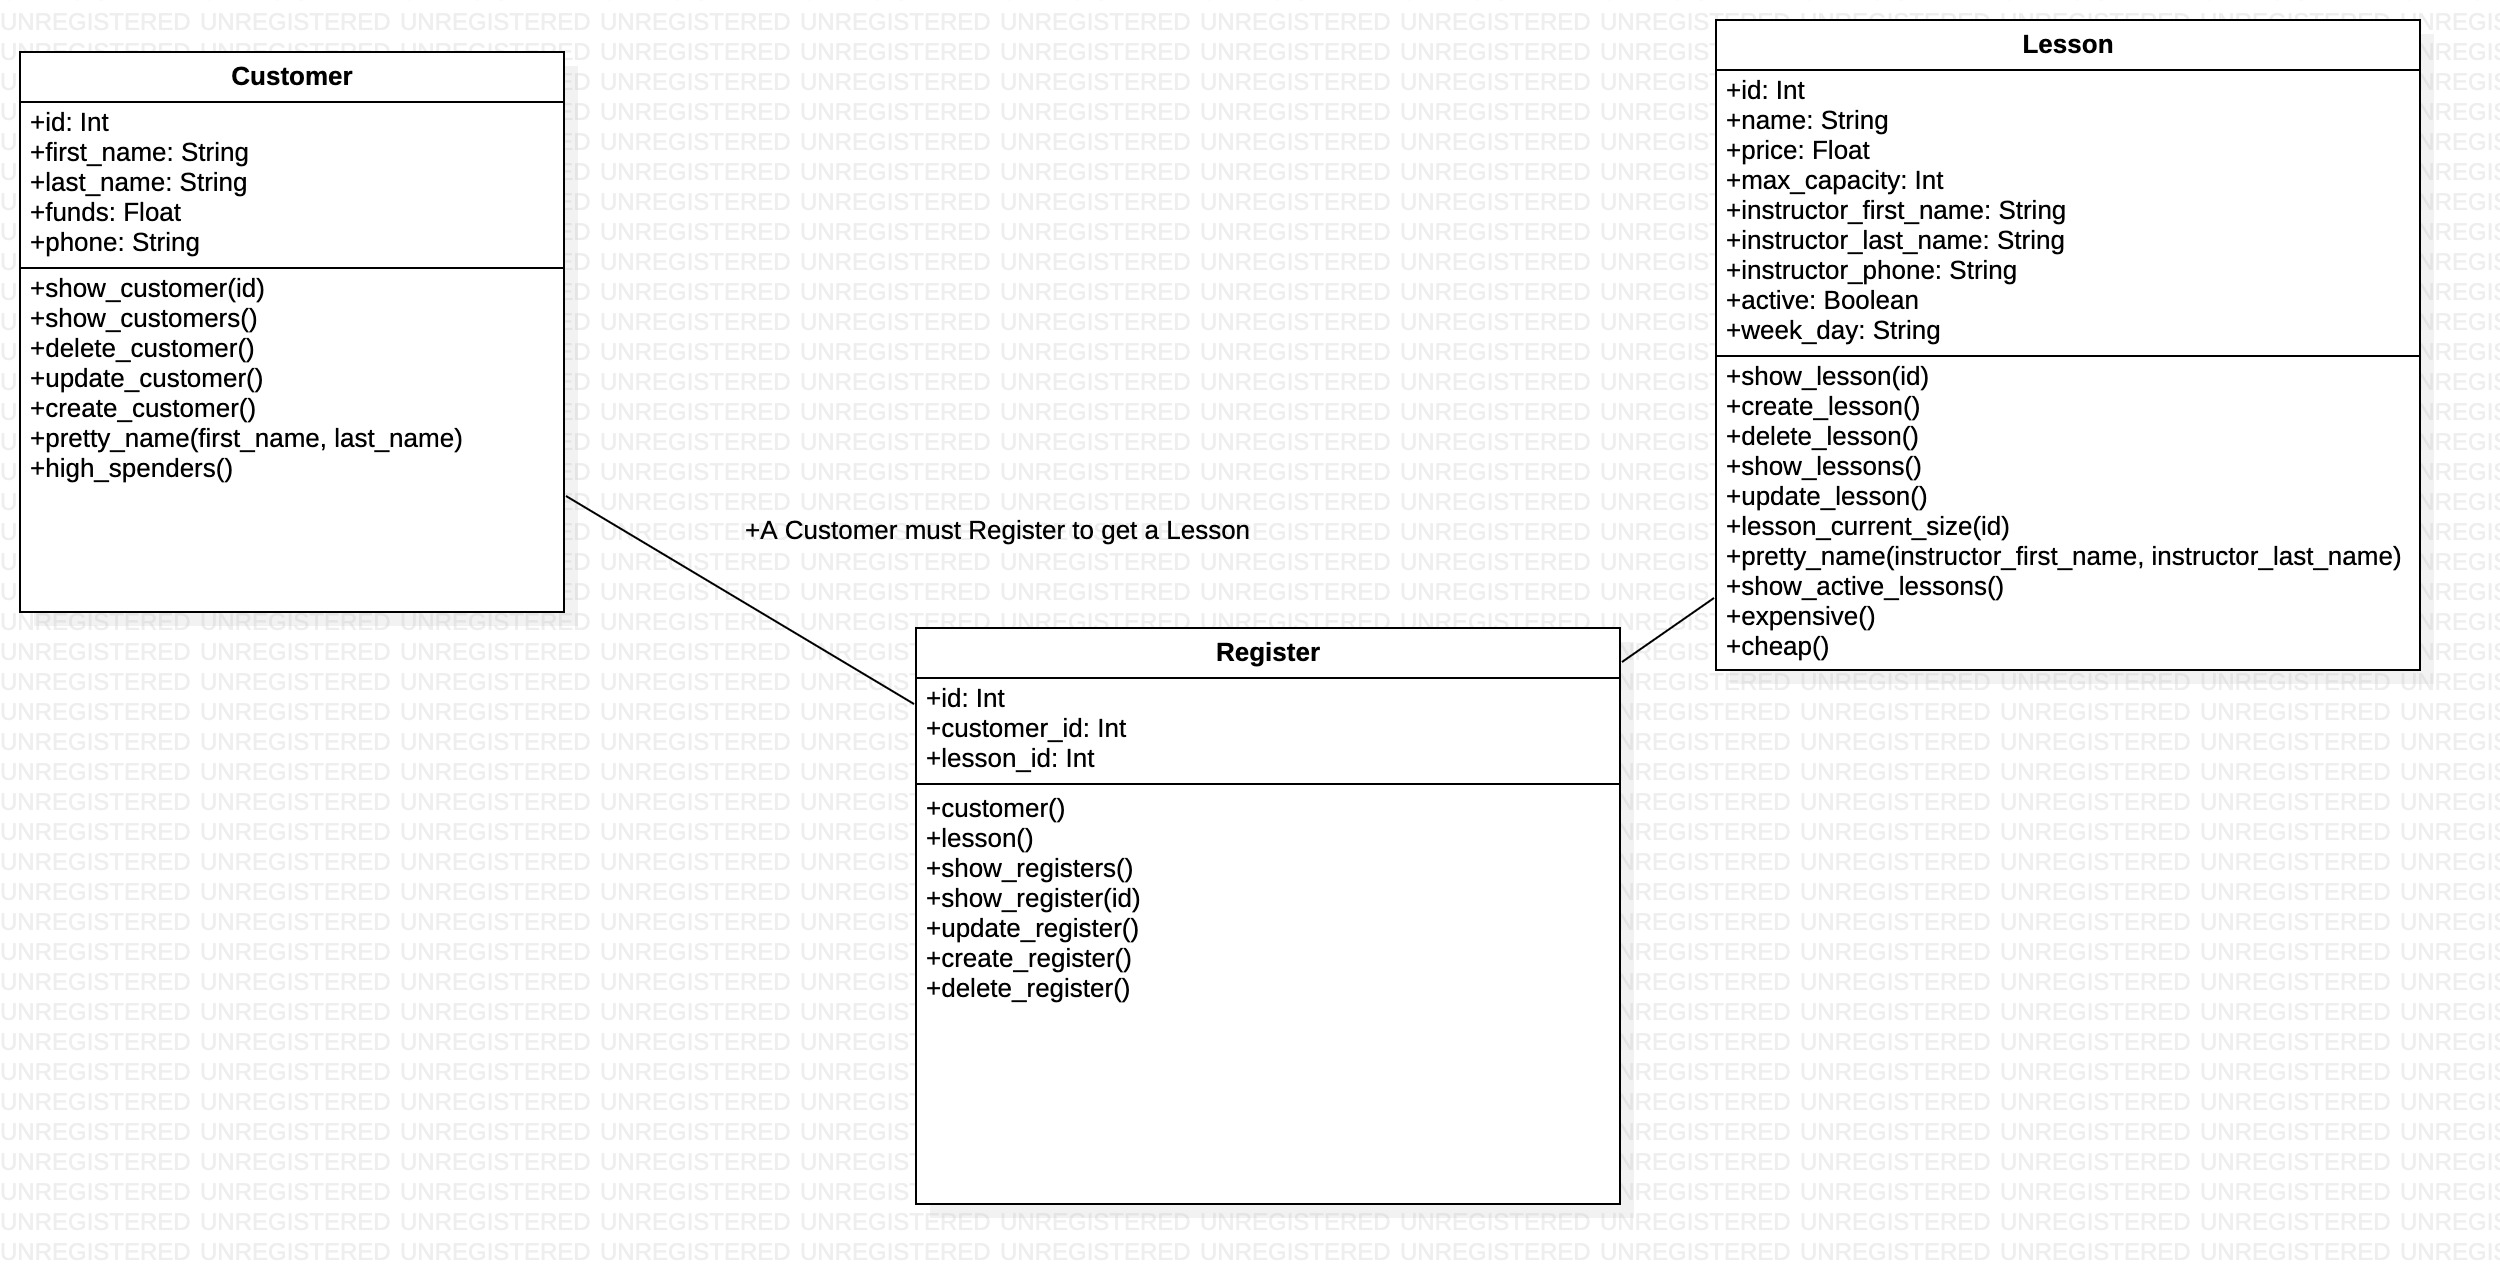 Customer
+id: Int
+first_name: String
+last_name: String
+funds: Float
+phone: String
+show_customer(id)
+show_customers()
+delete_customer()
+update_customer()
+create_customer()
+pretty_name(first_name, last_name)
+high_spenders()
+A Customer must Register to get a Lesson
Register
+id: Int
+customer_id: Int
+lesson_id: Int
+customer()
+lesson()
+show_registers()
+show_register(id)
+update_register()
+create_register()
+delete_register()
Lesson
+id: Int
+name: String
+price: Float
+max_capacity: Int
+instructor_first_name: String
+instructor_last_name: String
+instructor_phone: String
+active: Boolean
+week_day: String
+show_lesson(id)
+create_lesson()
+delete_lesson()
+show_lessons()
+update_lesson()
+lesson_current_size(id)
+pretty_name(instructor_first_name, instructor_last_name)
+show_active_lessons()
+expensive()
+cheap()
UNREGISTERED